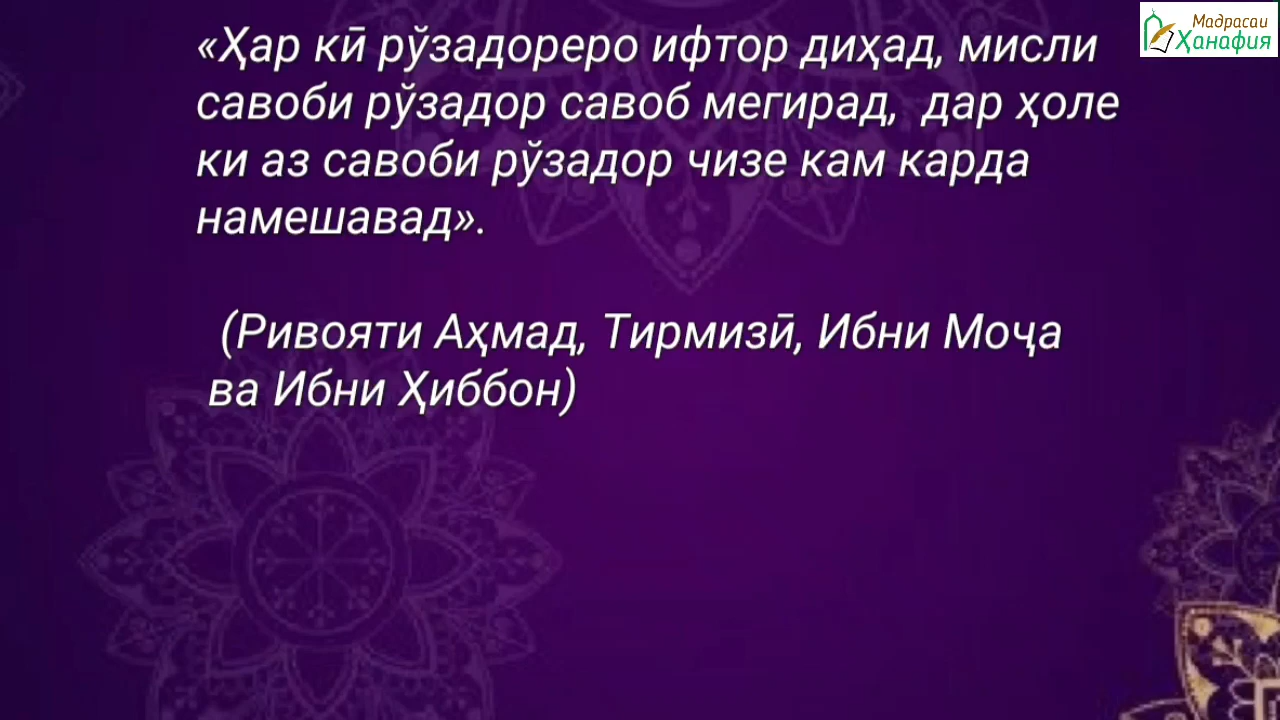 Мадрасаи
Ҳанафия
«Ҳар кӣ рӯзадореро ифтор диҳад, мисли
савоби рӯзадор савоб мегирад, дар ҳоле
ки аз савоби рӯзадор чизе кам карда
намешавад».
(Ривояти Аҳмад, Тирмизӣ, Ибни Моҷа
ва Ибни Ҳиббон)